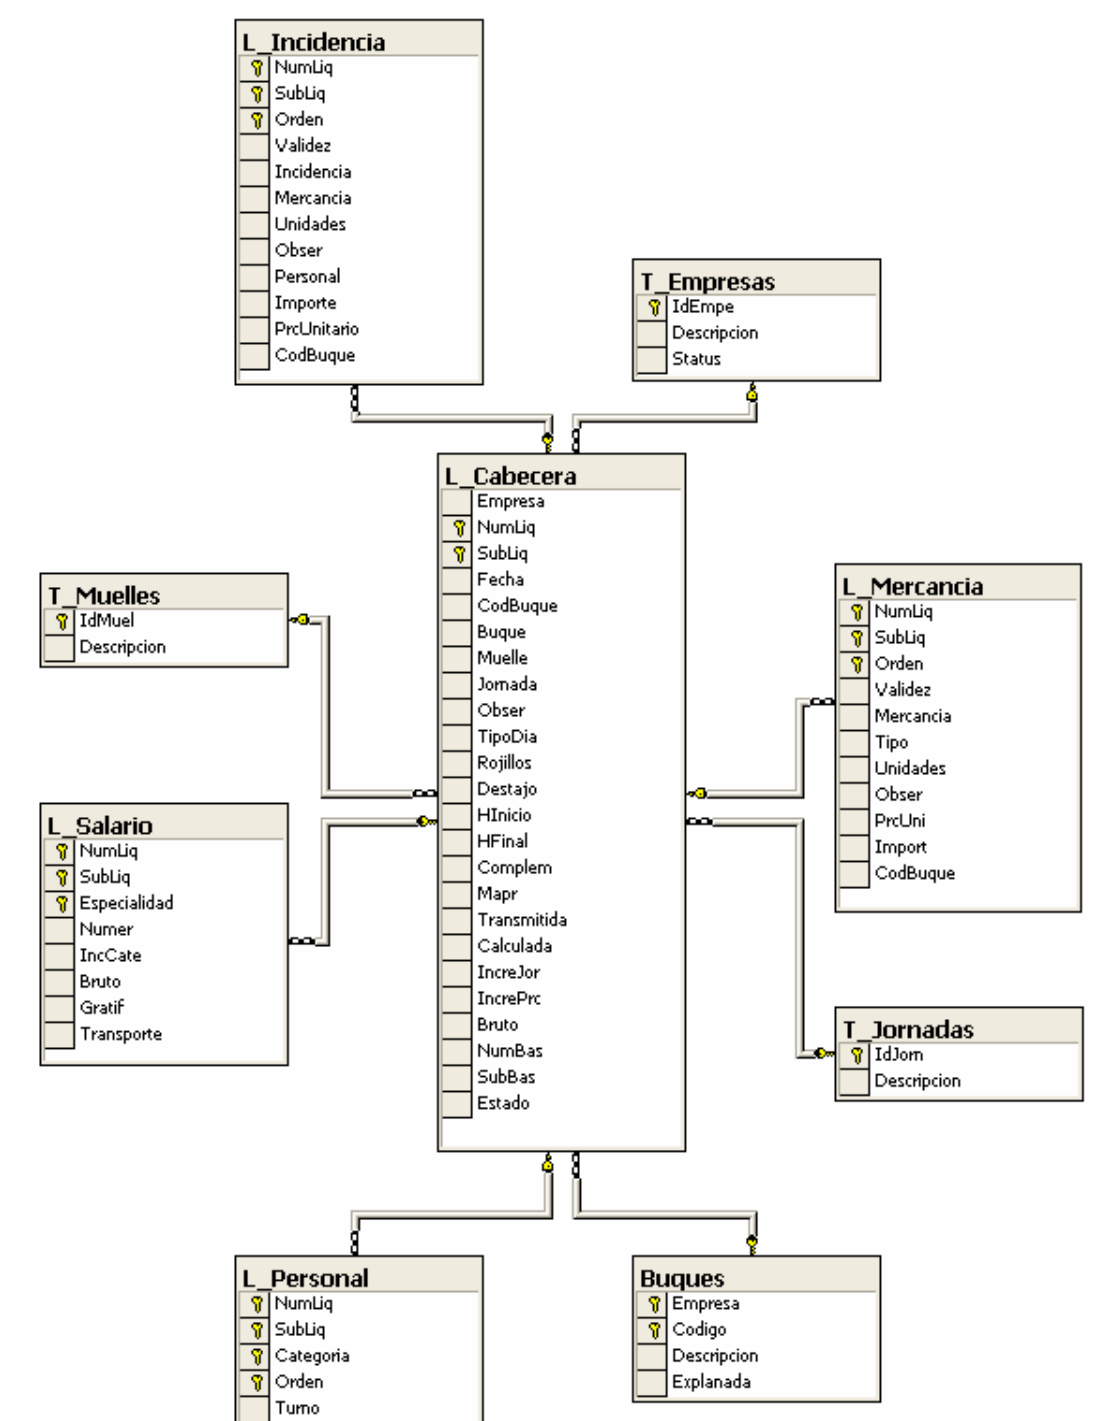 L_Incidencia
NumLiq
SubLiq
Orden
Validez
Incidencia
Mercancia
Unidades
Obser
Personal
Importe
PrcUnitario
CodBuque
T_Empresas
IdEmpe
Descripcion
Status
L_Cabecera
Empresa
NumLiq
SubLiq
Fecha
CodBuque
Buque
Muelle
Jornada
Obser
TipoDia
Rojillos
Destajo
HInicio
HFinal
Complem
Mapr
Transmitida
Calculada
IncreJor
IncrePrc
Bruto
NumBas
SubBas
Estado
T_Muelles
IdMuel
Descripcion
L_Mercancia
NumLiq
SubLiq
Orden
Validez
Mercancia
Tipo
Unidades
Obser
PrcUni
Import
CodBuque
L_Salario
NumLiq
SubLiq
Especialidad
Numer
IncCate
Bruto
Gratif
Transporte
T_Jornadas
IdJorn
Descripcion
L_Personal
NumLiq
SubLiq
Categoria
Orden
Turno
Buques
Empresa
Codigo
Descripcion
Explanada